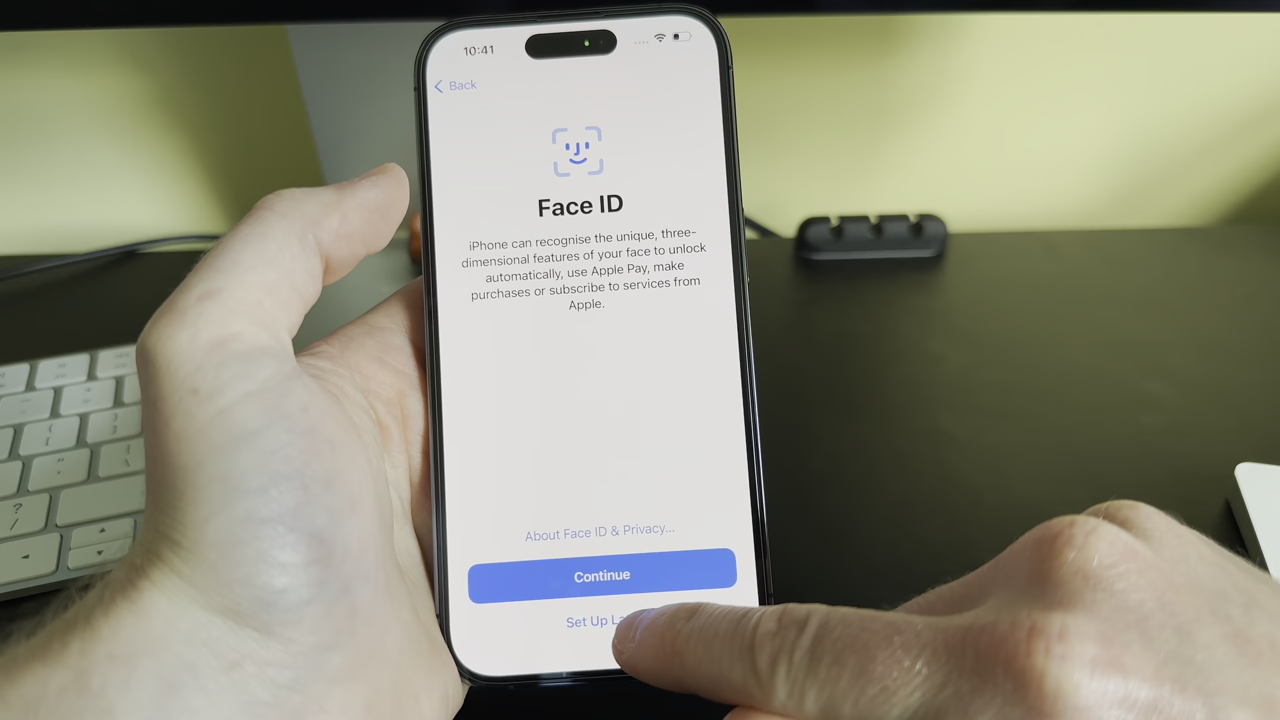 10:41
Back
Face ID
iPhone can recognise the unique, three-
dimensional features of your face to unlock
automatically, use Apple Pay, make
purchases or subscribe to services from
Apple.
About Face ID & Privacy...
Continue
Set Up
?
/